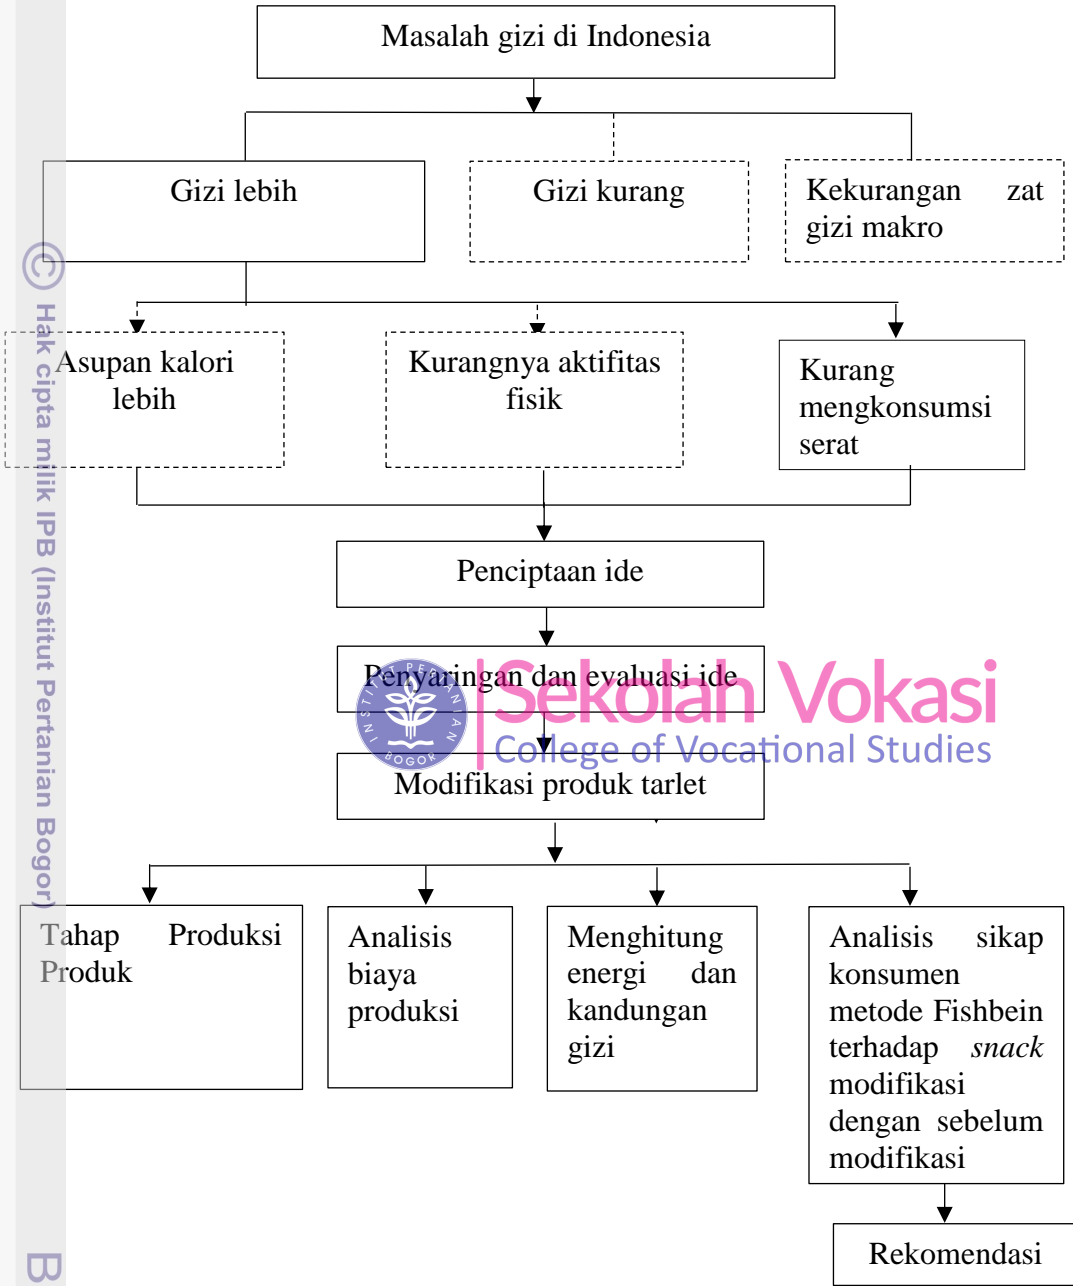 Masalah gizi di Indonesia
Gizi lebih
Gizi kurang
Kekurangan zat
gizi makro
Asupan kalori
lebih
Kurangnya aktifitas
fisik
Kurang
mengkonsumsi
serat
Penciptaan ide
Penyaringan dan evaluasi ide
Modifikasi produk tarlet
Tahap Produksi
Produk
Analisis
biaya
produksi
Menghitung
energi dan
kandungan
gizi
Analisis sikap
konsumen
metode Fishbein
terhadap snack
modifikasi
dengan sebelum
modifikasi
Rekomendasi
© Hak cipta milik IPB (Institut Pertanian Bogor)
B
INSTITUT PERTANIAN
BOGOR
Sekolah Vokasi
College of Vocational Studies